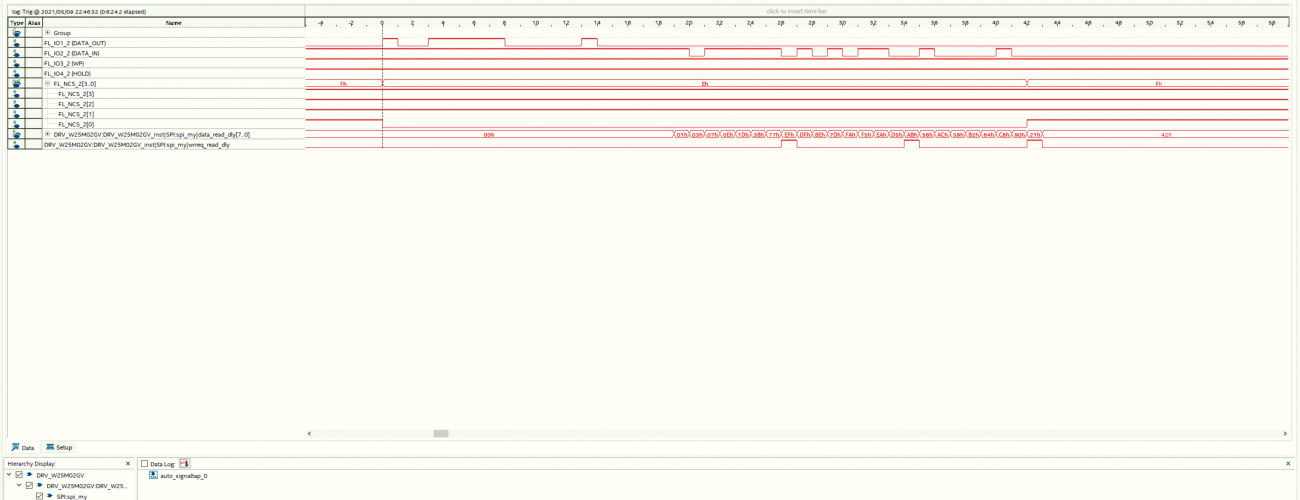 log: Trig @ 2021/05/09 22:46:32 (0:6:24.2 elapsed)
click to insert time bar
Type Alias Name
-4 -2 0 2 4 6 8 10 12 14 16 18 20 22 24 26 28 30 32 34 36 38 40 42 44 46 48 50 52 54 56 58
Group
FL_IO1_2 (DATA_OUT)
FL_IO2_2 (DATA_IN)
FL_IO3_2 (WP)
FL_IO4_2 (HOLD)
FL_NCS_2[3..0] Fh Eh Fh
FL_NCS_2[3]
FL_NCS_2[2]
FL_NCS_2[1]
FL_NCS_2[0]
DRV_W25M02GV:DRV_W25M02GV_inst|SPI:spi_my|data_read_dly[7..0] 00h 01h 03h 07h 0Eh 1Dh 3Bh 77h EFh DFh BEh 7Dh FAh F5h EAh D5h ABh 56h ACh 59h B2h 64h C8h 90h 21h 42h
DRV_W25M02GV:DRV_W25M02GV_inst|SPI:spi_my|wrreq_read_dly
Data Setup
Hierarchy Display: ×
DRV_W25M02GV
DRV_W25M02GV:DRV_W25...
SPI:spi_my
Data Log:
auto_signaltap_0